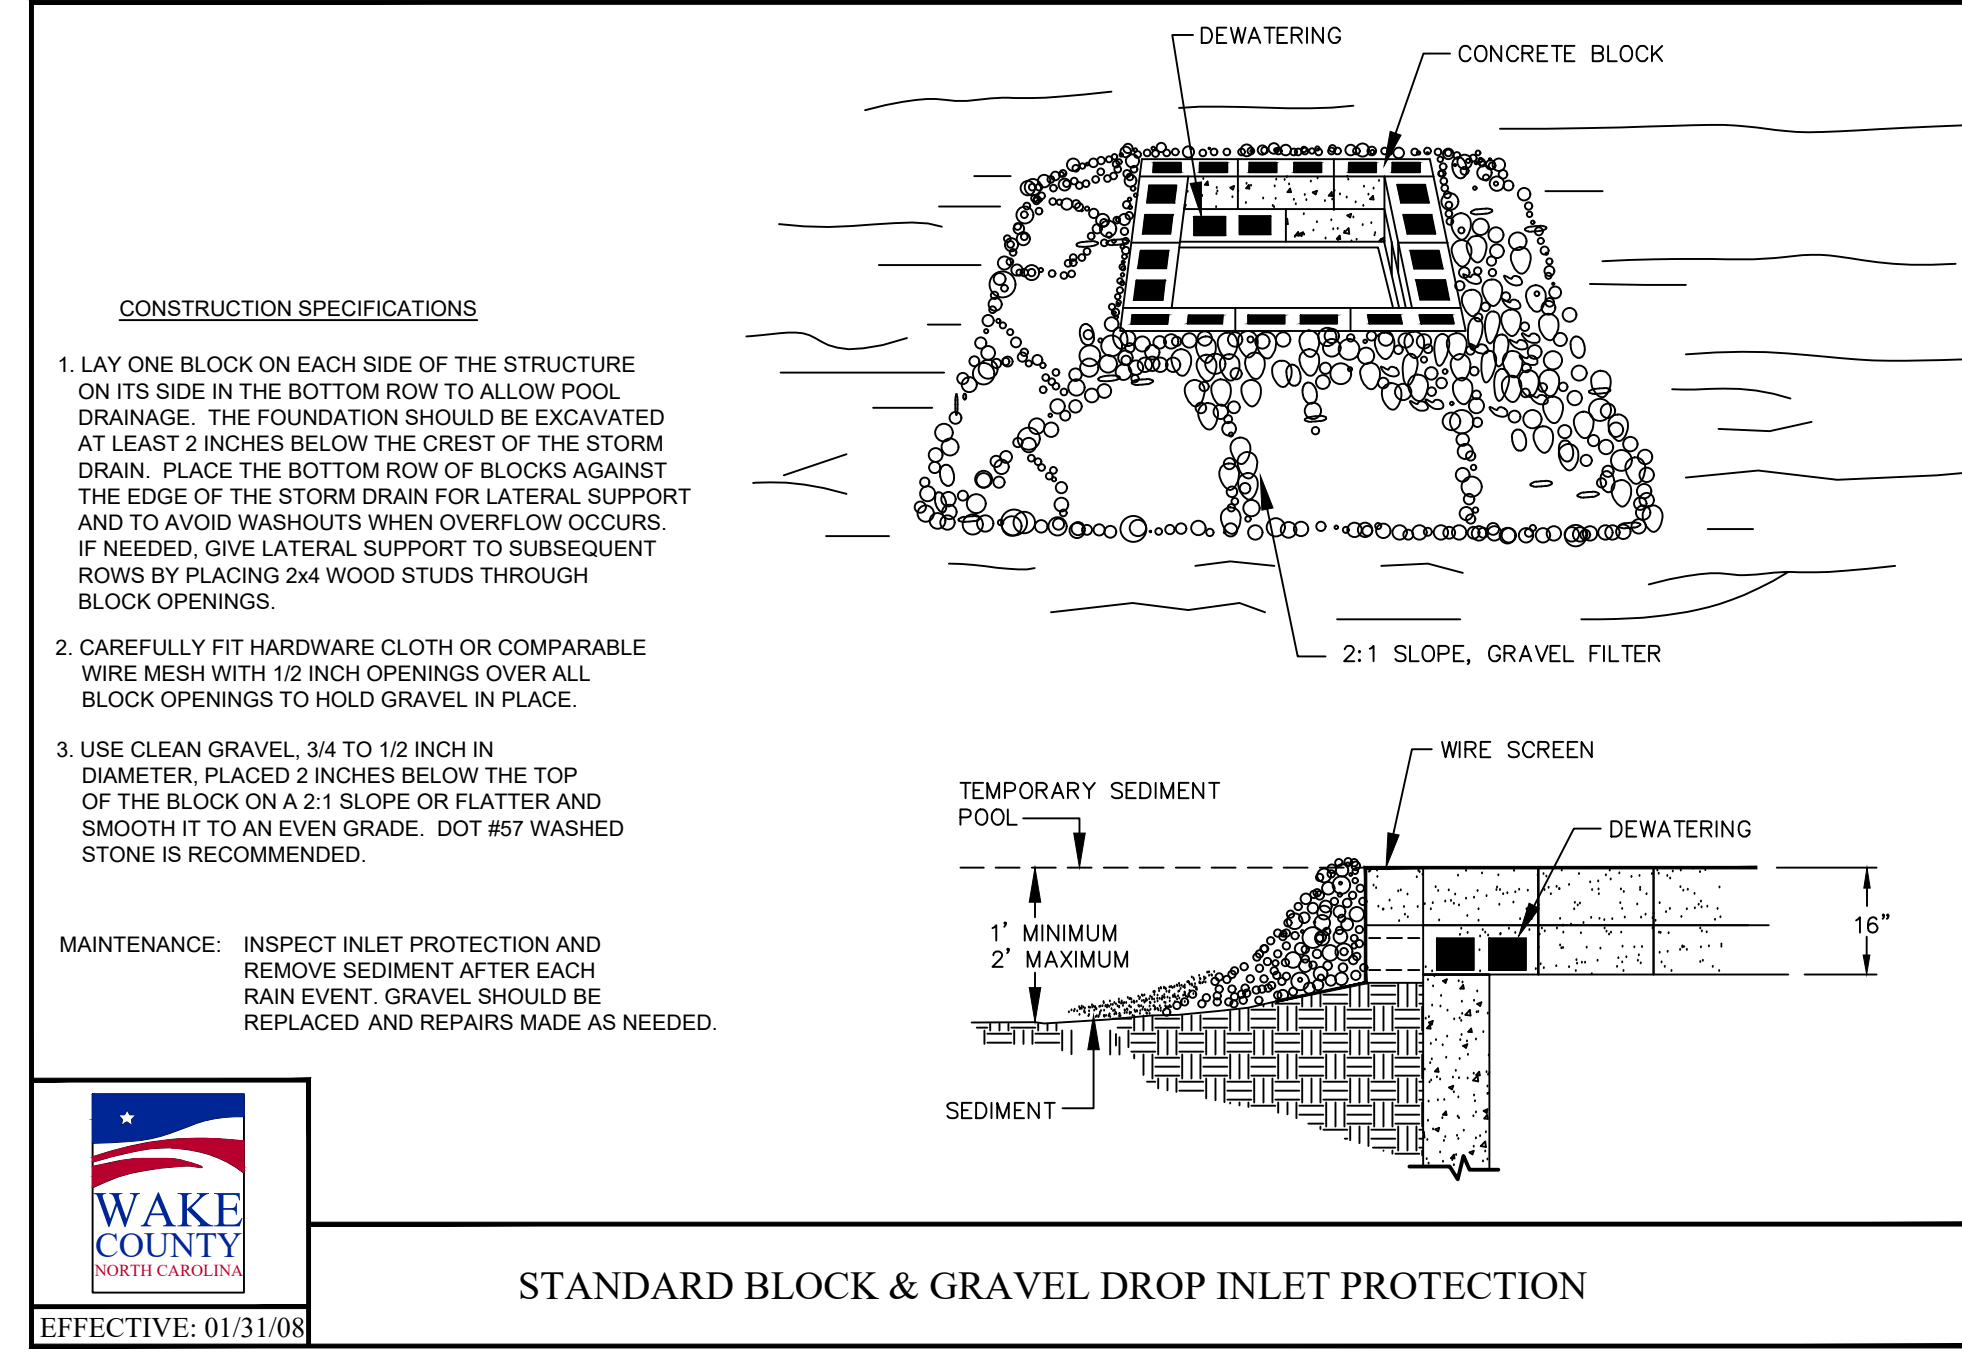 CONSTRUCTION SPECIFICATIONS
1. LAY ONE BLOCK ON EACH SIDE OF THE STRUCTURE
ON ITS SIDE IN THE BOTTOM ROW TO ALLOW POOL
DRAINAGE. THE FOUNDATION SHOULD BE EXCAVATED
AT LEAST 2 INCHES BELOW THE CREST OF THE STORM
DRAIN. PLACE THE BOTTOM ROW OF BLOCKS AGAINST
THE EDGE OF THE STORM DRAIN FOR LATERAL SUPPORT
AND TO AVOID WASHOUTS WHEN OVERFLOW OCCURS.
IF NEEDED, GIVE LATERAL SUPPORT TO SUBSEQUENT
ROWS BY PLACING 2x4 WOOD STUDS THROUGH
BLOCK OPENINGS.
2. CAREFULLY FIT HARDWARE CLOTH OR COMPARABLE
WIRE MESH WITH 1/2 INCH OPENINGS OVER ALL
BLOCK OPENINGS TO HOLD GRAVEL IN PLACE.
3. USE CLEAN GRAVEL, 3/4 TO 1/2 INCH IN
DIAMETER, PLACED 2 INCHES BELOW THE TOP
OF THE BLOCK ON A 2:1 SLOPE OR FLATTER AND
SMOOTH IT TO AN EVEN GRADE. DOT #57 WASHED
STONE IS RECOMMENDED.
MAINTENANCE: INSPECT INLET PROTECTION AND
REMOVE SEDIMENT AFTER EACH
RAIN EVENT. GRAVEL SHOULD BE
REPLACED AND REPAIRS MADE AS NEEDED.
DEWATERING
CONCRETE BLOCK
2:1 SLOPE, GRAVEL FILTER
WIRE SCREEN
TEMPORARY SEDIMENT
POOL
DEWATERING
1' MINIMUM
2' MAXIMUM
16"
SEDIMENT
WAKE
COUNTY
NORTH CAROLINA
EFFECTIVE: 01/31/08
STANDARD BLOCK & GRAVEL DROP INLET PROTECTION